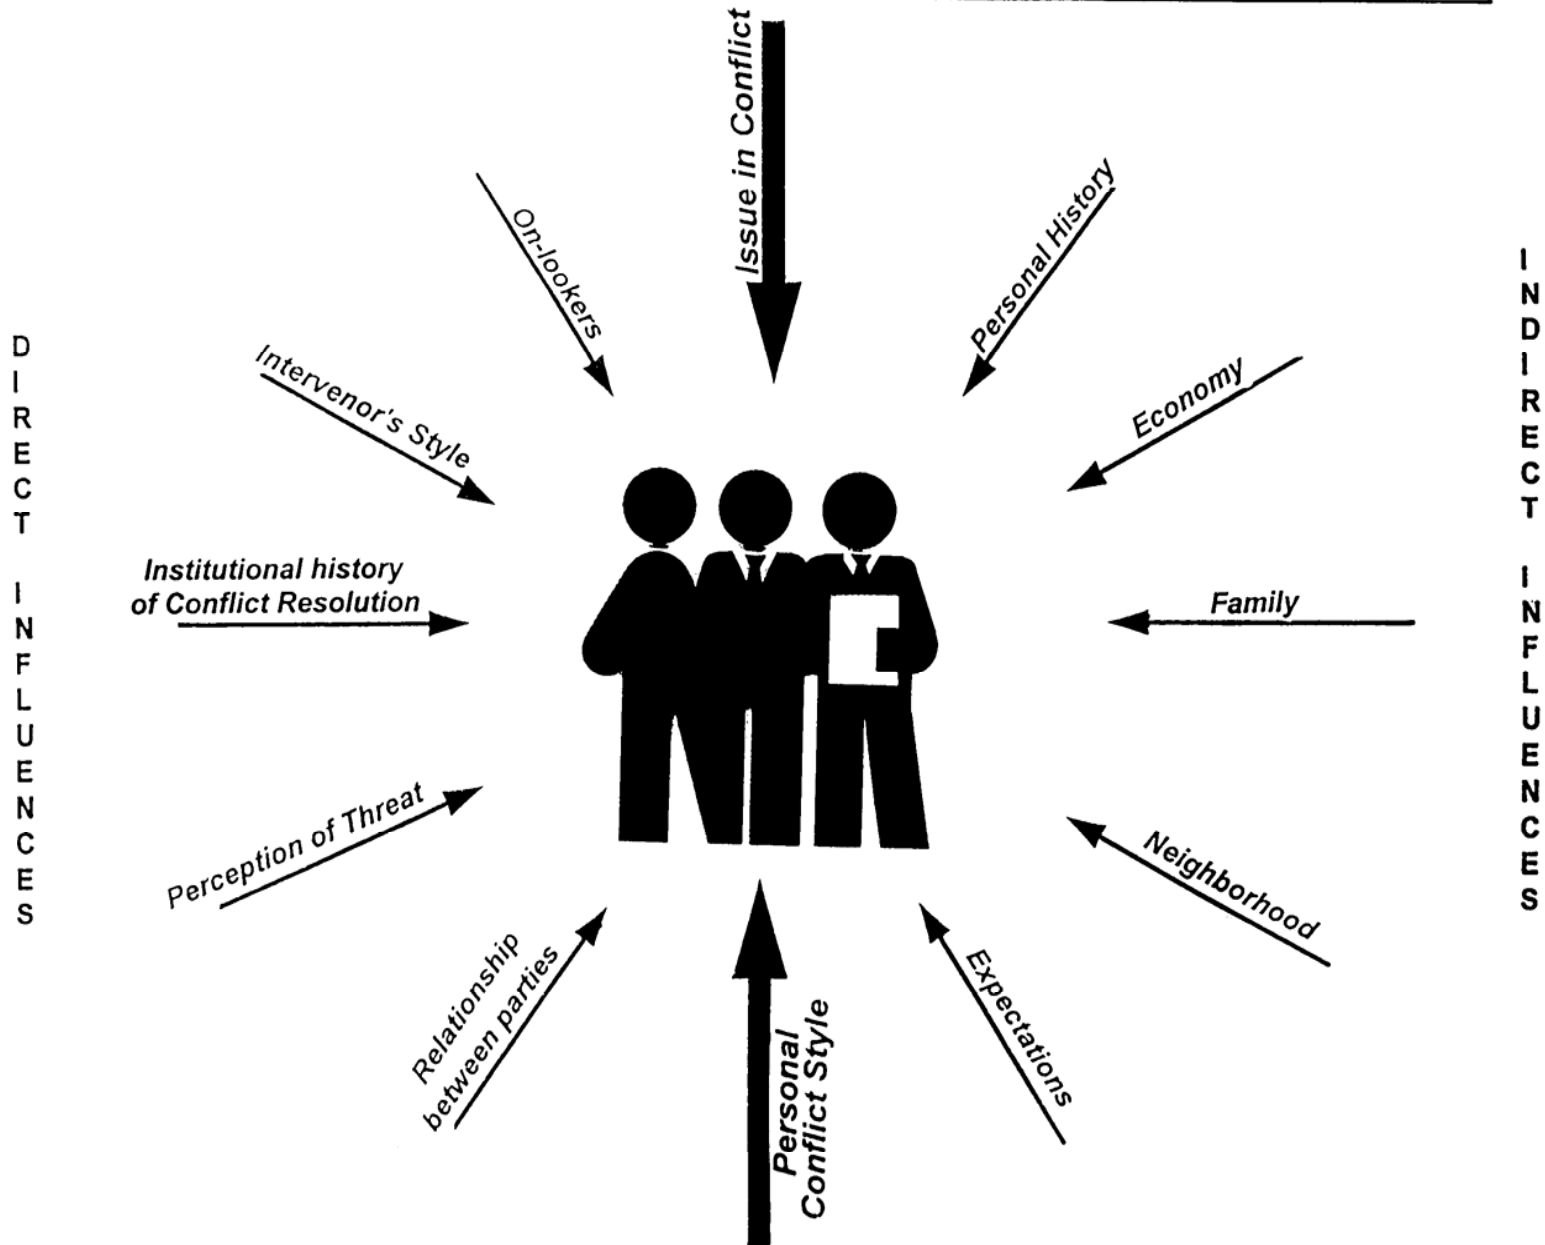 Issue in Conflict
On-lookers
Personal History
Intervenor's Style
Economy
Institutional history
of Conflict Resolution
Family
Perception of Threat
Neighborhood
Relationship
between parties
Personal
Conflict Style
Expectations
DIRECT INFLUENCES
INDIRECT INFLUENCES